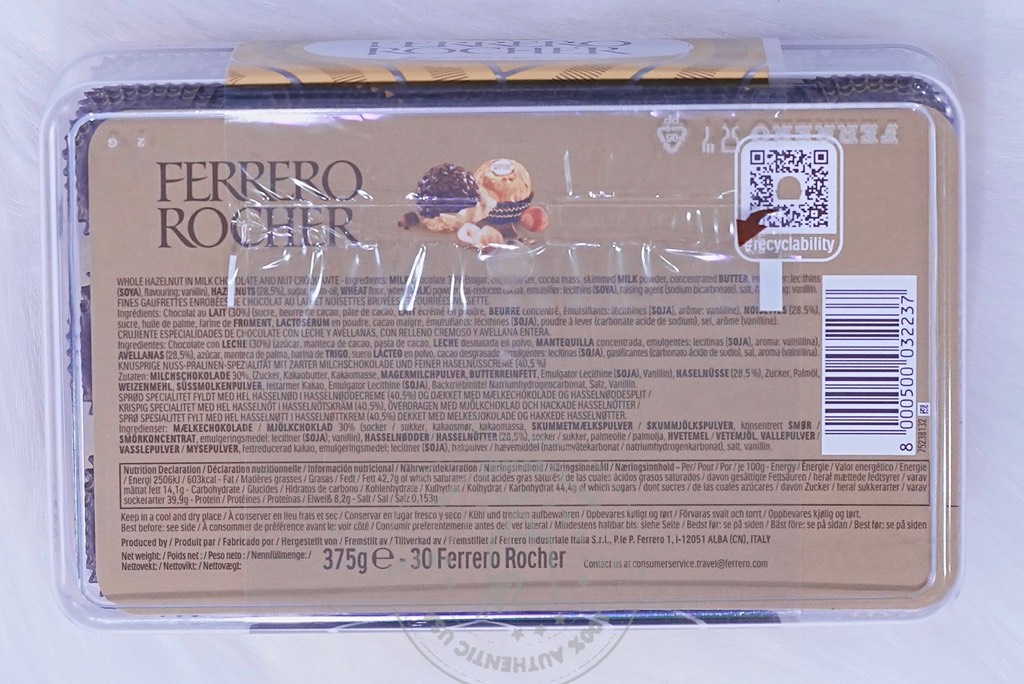 FERRERO
ROCHER
FERRERO
ROCHER
FERRERO
#recyclability
WHOLE HAZELNUT IN MILK CHOCOLATE AND NUT CROQUANTE - Ingredients: MILK chocolate sugar, cocoa mass, skimmed MILK powder, concentrated BUTTER, lecithins
(SOYA), flavouring: vanillin), HAZELNUTS (28,5%), sugar, palm oil, WHEAT flour, powder, fat-reduced cocoa, emulsifier: lecithins (SOYA), raising agent (sodium bicarbonate), salt, vanillin.
FINES GAUFRETTES ENROBÉES DE CHOCOLAT AU LAIT ET NOISETTES BROYÉES, FOURRÉES NOISETTE.
Ingrédients: Chocolat au LAIT (30%) (sucre, beurre de cacao, pâte de cacao, LAIT écrémé en poudre, BEURRE concentré, émulsifiants: lécithines (SOJA), arôme: vanilline), NOISETTES (28,5%),
sucre, huile de palme, farine de FROMENT, LACTOSÉRUM en poudre, cacao maigre, émulsifiants: lécithines (SOJA), poudre à lever (carbonate acide de sodium), sel, arôme (vanilline).
CRUJIENTE ESPECIALIDADES DE CHOCOLATE CON LECHE Y AVELLANAS, CON RELLENO CREMOSO Y AVELLANA ENTERA.
Ingredientes: Chocolate con LECHE (30%) (azúcar, manteca de cacao, pasta de cacao, LECHE desnatada en polvo, MANTEQUILLA concentrada, emulgentes: lecitinas (SOJA), aroma: vainillina),
AVELLANAS (28,5%), azúcar, manteca de palma, harina de TRIGO, suero LÁCTEO en polvo, cacao desgrasado, emulgentes: lecitinas (SOJA), gasificantes (carbonato ácido de sodio), sal, aroma (vainillina).
KNUSPRIGE NUSS-PRALINEN-SPEZIALITÄT MIT ZARTER MILCHSCHOKOLADE UND FEINER HASELNUSSCREME (40,5 %)
Zutaten: MILCHSCHOKOLADE 30% (Zucker, Kakaobutter, Kakaomasse, MAGERMILCHPULVER, BUTTERREINFETT, Emulgator Lecithine (SOJA), Vanillin), HASELNÜSSE (28,5 %), Zucker, Palmöl,
WEIZENMEHL, SÜSSMOLKENPULVER, fettarmer Kakao, Emulgator Lecithine (SOJA), Backtriebmittel Natriumhydrogencarbonat, Salz, Vanillin.
SPRØD SPECIALITET FYLDT MED HEL HASSELNØD I HASSELNØDDECREME (40,5%) OG DÆKKET MED MÆLKECHOKOLADE OG HASSELNØDDESPLIT /
KRISPIG SPECIALITET MED HEL HASSELNÖT I HASSELNÖTSKRÄM (40,5%), ÖVERDRAGEN MED MJÖLKCHOKLAD OCH HACKADE HASSELNÖTTER /
SPRØ SPESIALITET FYLT MED HEL HASSELNØTT I HASSELNØTTKREM (40,5%) DEKKET MED MELKESJOKOLADE OG HAKKEDE HASSELNØTTER.
Ingredienser: MÆLKECHOKOLADE / MJÖLKCHOKLAD 30% (socker / sukker, kakaosmør, kakaomassa, SKUMMETMÆLKSPULVER / SKUMMJÖLKSPULVER, konsentrert SMØR /
SMÖRKONCENTRAT, emulgeringsmedel: lecitiner (SOJA); vanillin), HASSELNØDDER / HASSELNÖTTER (28,5%), socker / sukker, palmeolie / palmolja, HVETEMEL / VETEMJÖL, VALLEPULVER /
VASSLEPULVER / MYSEPULVER, fettreducerad kakao, emulgeringsmedel: lecitiner (SOJA), bakpulver / hævemiddel (natriumvätekarbonat / natriumhydrogenkarbonat), salt, vanillin.
8 000500 032237
75238132
Nutrition Declaration / Déclaration nutritionnelle / Información nutricional / Nährwertdeklaration / Næringsindhold / Näringsinnehåll / Næringsinnhold - Per / Pour / Por / je 100g - Energy / Énergie / Valor energético / Energie
/ Energi 2506kJ / 603kcal - Fat / Matières grasses / Grasas / Fedt / Fett 42,7g of which saturates / dont acides gras saturés / de las cuales ácidos grasos saturados / davon gesättigte Fettsäuren / heraf mættede fedtsyrer / varav
mättat fett 14,1g - Carbohydrate / Glucides / Hidratos de carbono / Kohlenhydrate / Kulhydrat / Kolhydrat / Karbohydrat 44,4g of which sugars / dont sucres / de las cuales azúcares / davon Zucker / heraf sukkerarter / varav
sockerarter 39,9g - Protein / Protéines / Proteínas / Eiweiß 8,2g - Salt / Sel / Salz 0,153g
Keep in a cool and dry place / À conserver en lieu frais et sec / Conservar en lugar fresco y seco / Kühl und trocken aufbewahren / Opbevares køligt og tørt / Förvaras svalt och torrt / Oppbevares kjølig og tørt.
Best before: see side / À consommer de préférence avant le: voir côté / Consumir preferentemente antes del: ver lateral / Mindestens haltbar bis: siehe Seite / Bedst før: se på siden / Bäst före: se på sidan / Best før: se på siden
Produced by / Produit par / Fabricado por / Hergestellt von / Fremstilt av / Tillverkad av / Fremstillet af Ferrero Industriale Italia S.r.l., P.le P. Ferrero 1, I-12051 ALBA (CN), ITALY
Net weight: / Poids net : / Peso neto : / Nennfüllmenge: /
Nettovekt: / Nettovikt: / Nettovægt:
375g e - 30 Ferrero Rocher
Contact us at consumerservice.travel@ferrero.com
100% AUTHENTIC